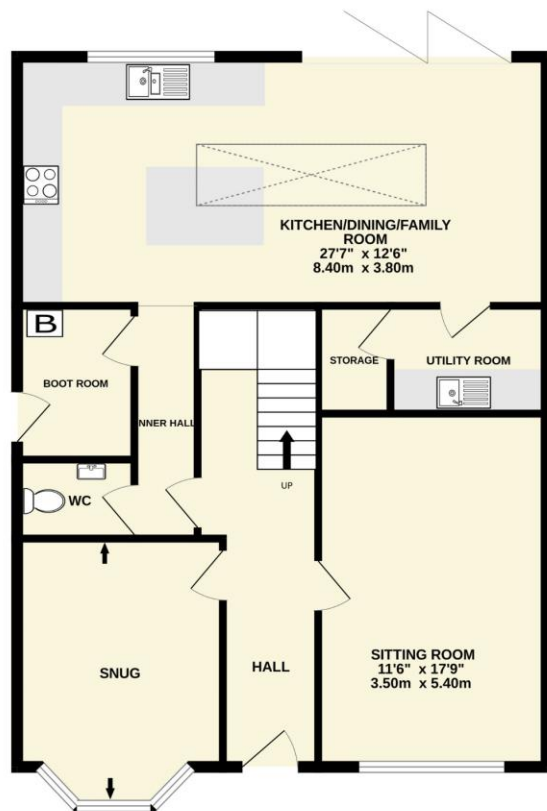 KITCHEN/DINING/FAMILY
ROOM
27'7" x 12'6"
8.40m x 3.80m
B
BOOT ROOM
NNER HALL
STORAGE
UTILITY ROOM
WC
UP
SNUG
HALL
SITTING ROOM
11'6" x 17'9"
3.50m x 5.40m